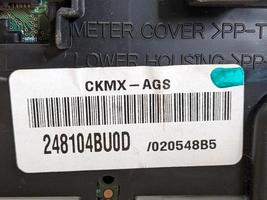 METER COVER >PP-T
LOWER HOUSING >PP-
CKMX-AGS
248104BU0D /020548B5